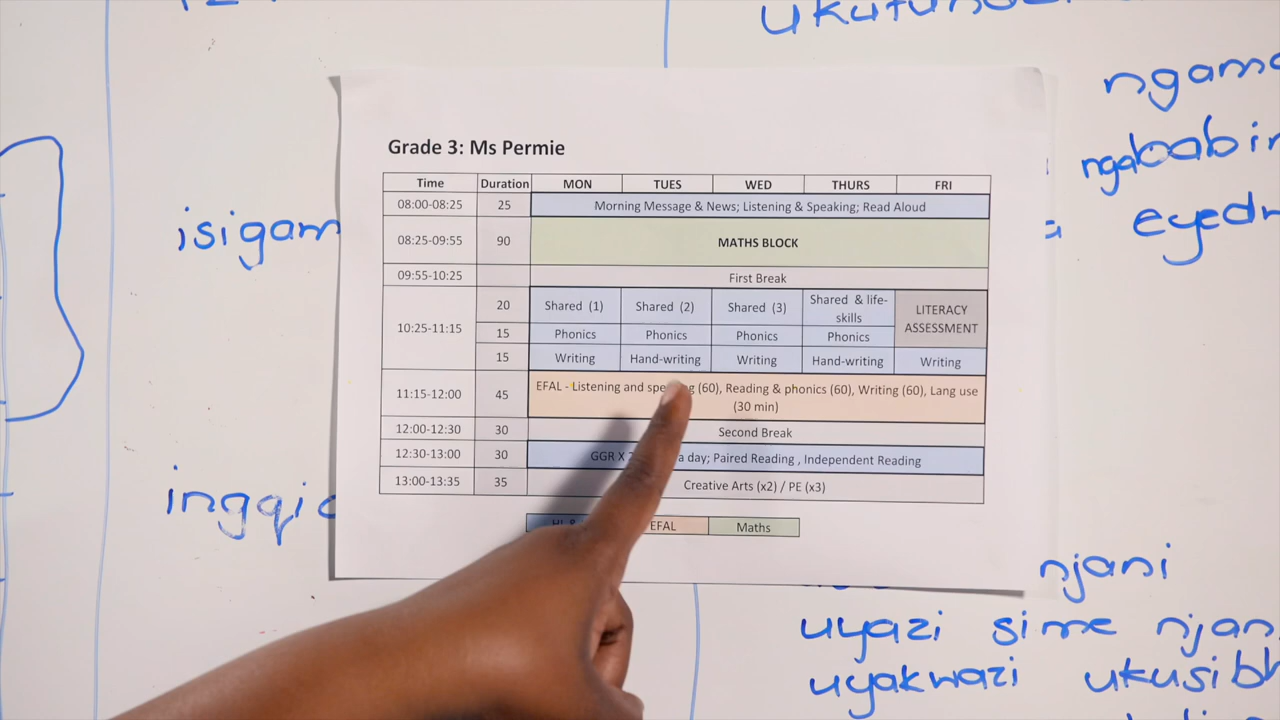 ngama
ngababin
eyedw
isigam
Grade 3: Ms Permie
Time Duration MON TUES WED THURS FRI
08:00-08:25 25 Morning Message & News; Listening & Speaking; Read Aloud
08:25-09:55 90 MATHS BLOCK
09:55-10:25 First Break
10:25-11:15 20 Shared (1) Shared (2) Shared (3) Shared & life-skills LITERACY ASSESSMENT
15 Phonics Phonics Phonics Phonics
15 Writing Hand-writing Writing Hand-writing Writing
11:15-12:00 45 EFAL - Listening and (60), Reading & phonics (60), Writing (60), Lang use
(30 min)
12:00-12:30 30 Second Break
12:30-13:00 30 GGR X a day; Paired Reading , Independent Reading
13:00-13:35 35 Creative Arts (x2) / PE (x3)
EFAL Maths
ingqi
njani
uyazi sime njan
uyakwazi ukusib